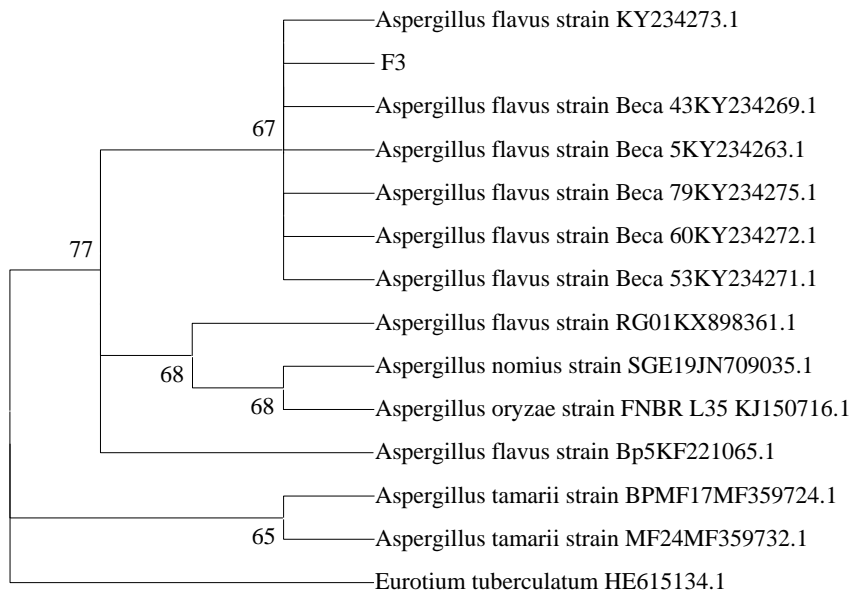 Aspergillus flavus strain KY234273.1
F3
Aspergillus flavus strain Beca 43KY234269.1
67
Aspergillus flavus strain Beca 5KY234263.1
Aspergillus flavus strain Beca 79KY234275.1
Aspergillus flavus strain Beca 60KY234272.1
77
Aspergillus flavus strain Beca 53KY234271.1
Aspergillus flavus strain RG01KX898361.1
Aspergillus nomius strain SGE19JN709035.1
68
Aspergillus oryzae strain FNBR L35 KJ150716.1
68
Aspergillus flavus strain Bp5KF221065.1
Aspergillus tamarii strain BPMF17MF359724.1
Aspergillus tamarii strain MF24MF359732.1
65
Eurotium tuberculatum HE615134.1